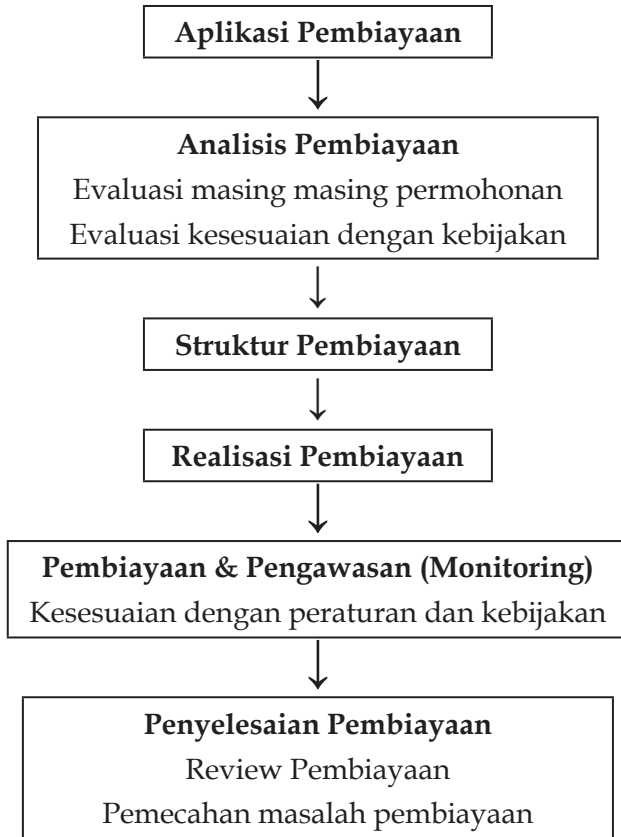 Aplikasi Pembiayaan
Analisis Pembiayaan
Evaluasi masing masing permohonan
Evaluasi kesesuaian dengan kebijakan
Struktur Pembiayaan
Realisasi Pembiayaan
Pembiayaan & Pengawasan (Monitoring)
Kesesuaian dengan peraturan dan kebijakan
Penyelesaian Pembiayaan
Review Pembiayaan
Pemecahan masalah pembiayaan